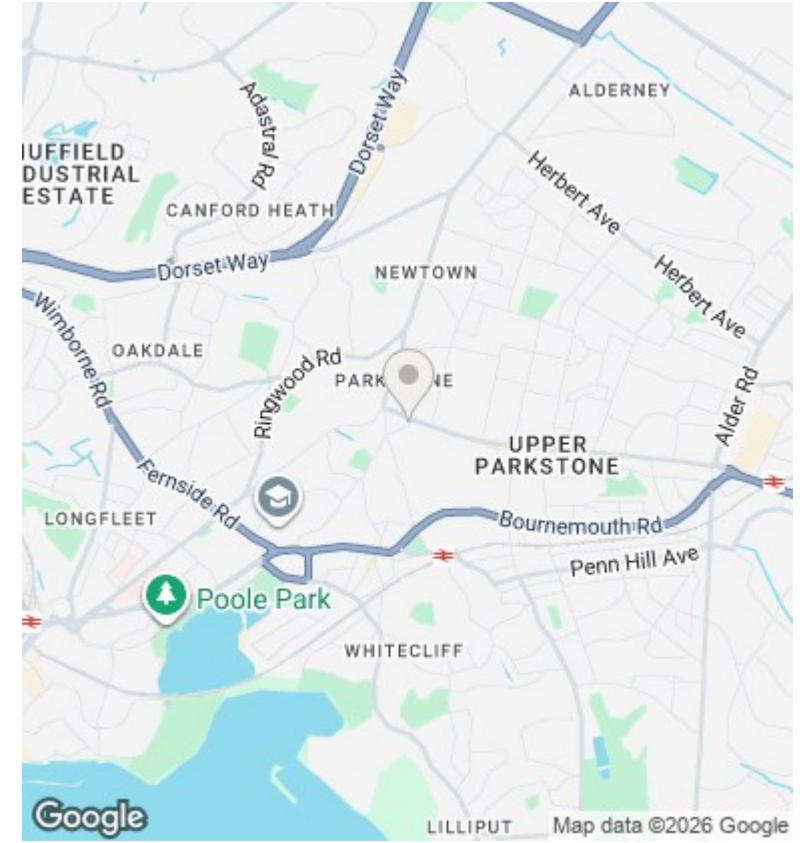 ALDERNEY
Adastral Rd
Dorset Way
UFFIELD
DUSTRIAL
ESTATE
Herbert Ave
CANFORD HEATH
Dorset Way
NEWTOWN
Herbert Ave
Wimborne Rd
OAKDALE
Ringwood Rd
PARK NE
Alder Rd
UPPER
PARKSTONE
Fernside Rd
LONGFLEET
Bournemouth Rd
Penn Hill Ave
Poole Park
WHITECLIFF
Google
LILLIPUT
Map data ©2026 Google